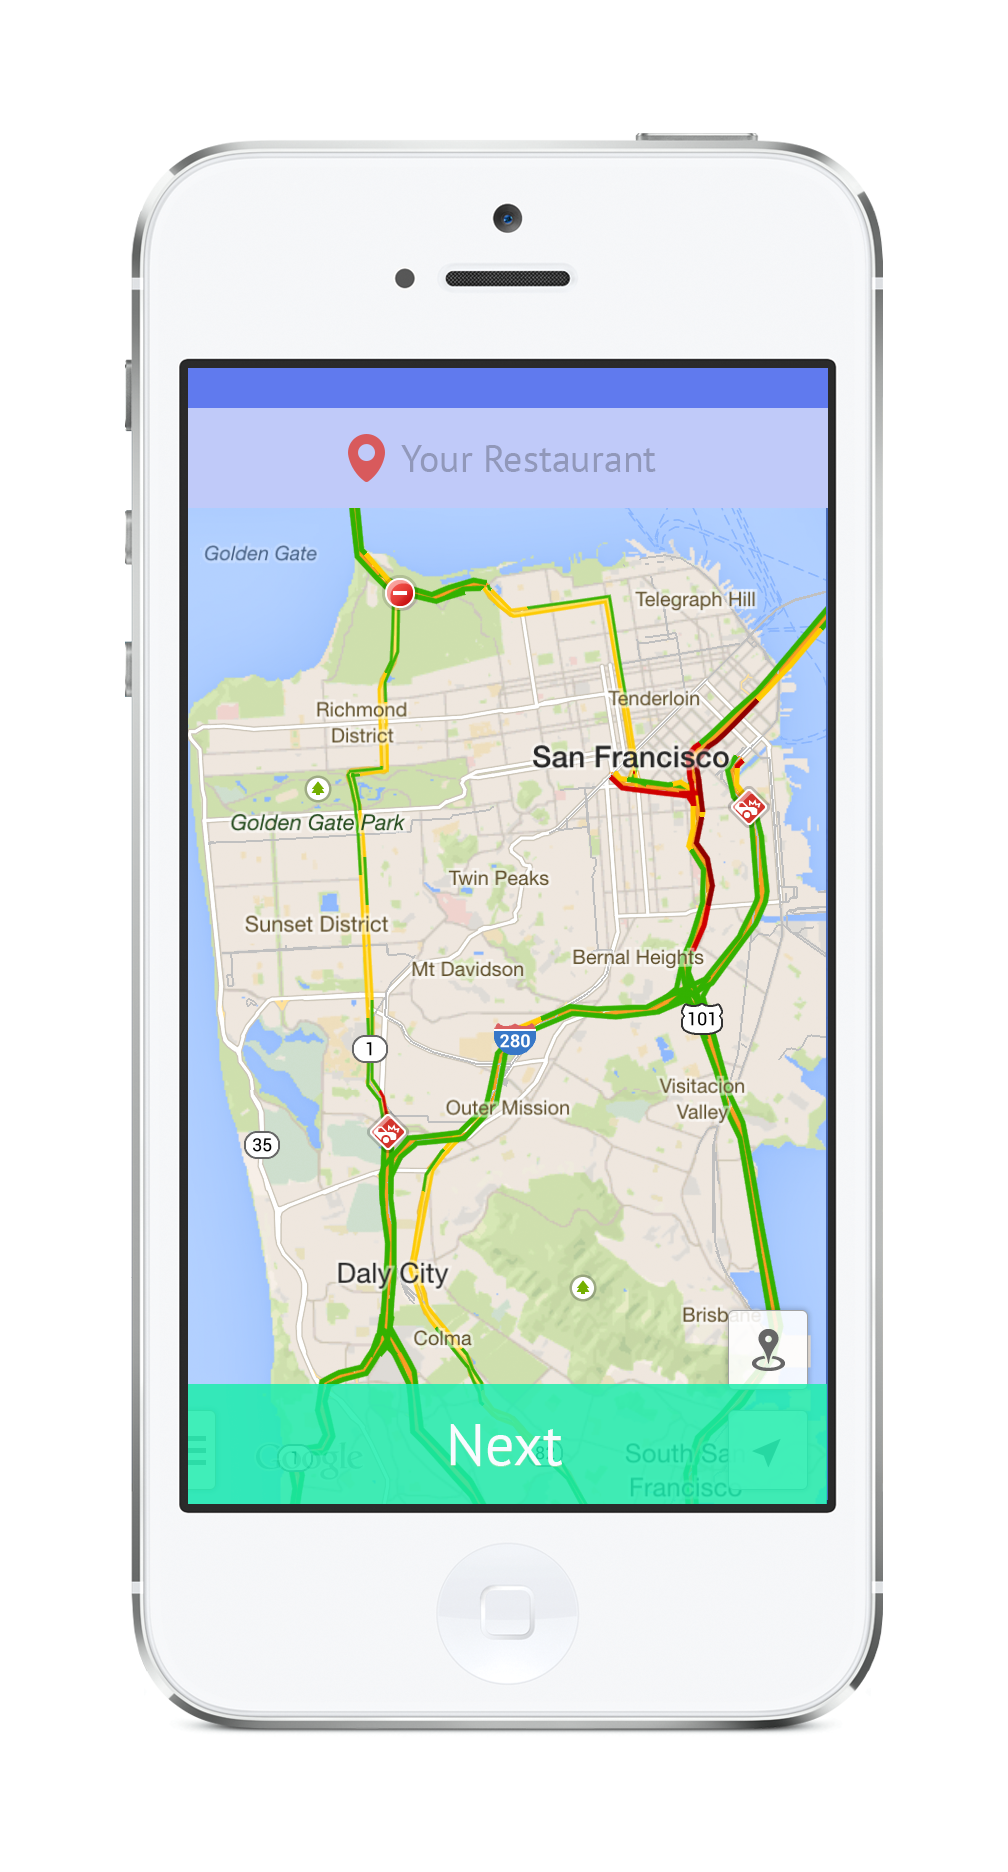 Your Restaurant
Golden Gate
Telegraph Hill
Richmond
District
Tenderloin
San Francisco
Golden Gate Park
Twin Peaks
Sunset District
Mt Davidson
Bernal Heights
101
280
1
Visitacion
Valley
Outer Mission
35
Daly City
Brisbane
Colma
Next
1
82
Google
South San
Francisco